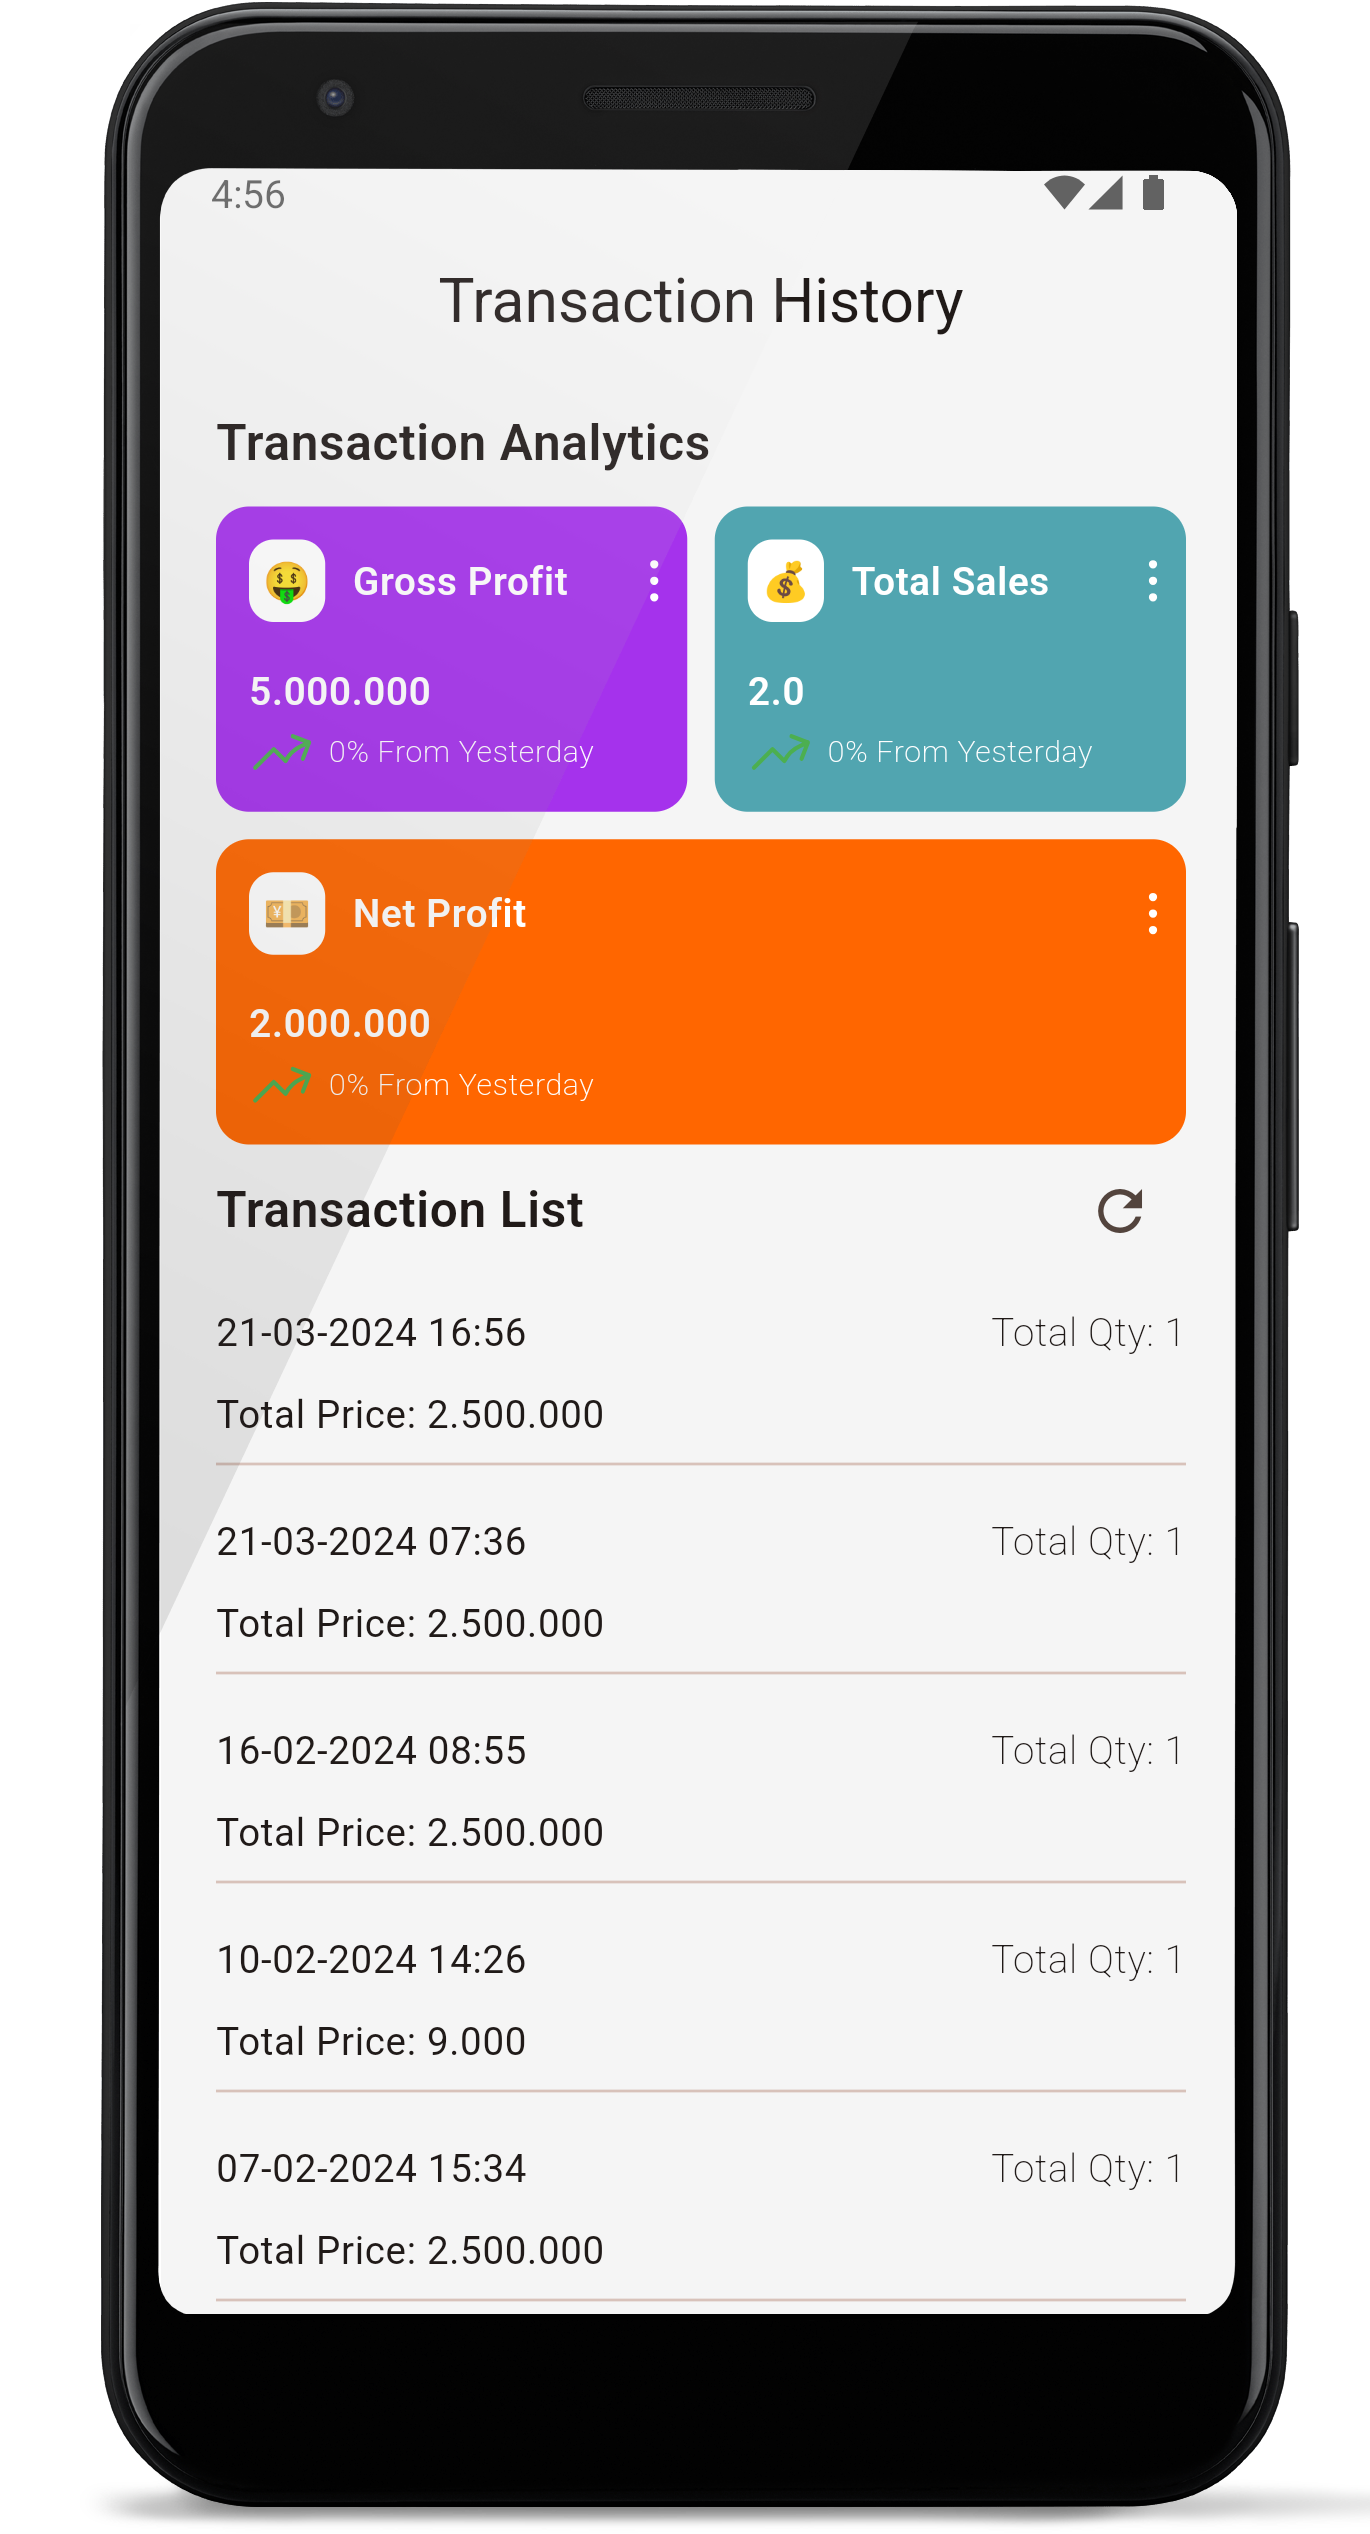 4:56
Transaction History
Transaction Analytics
Gross Profit
5.000.000
0% From Yesterday
Total Sales
2.0
0% From Yesterday
Net Profit
2.000.000
0% From Yesterday
Transaction List
21-03-2024 16:56 Total Qty: 1
Total Price: 2.500.000
21-03-2024 07:36 Total Qty: 1
Total Price: 2.500.000
16-02-2024 08:55 Total Qty: 1
Total Price: 2.500.000
10-02-2024 14:26 Total Qty: 1
Total Price: 9.000
07-02-2024 15:34 Total Qty: 1
Total Price: 2.500.000